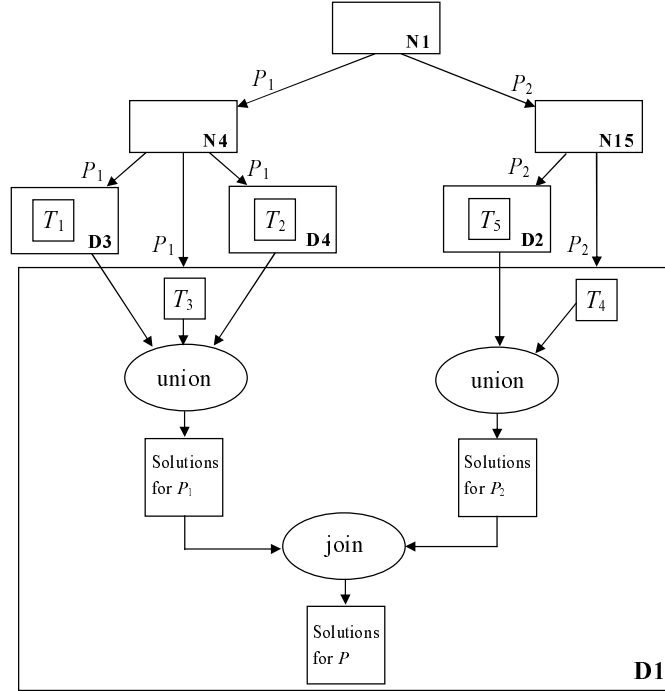 N1
P₁
P₂
N4
N15
P₁
P₁
P₂
T₁
D3
P₁
T₂
D4
T₅
D2
P₂
T₃
T₄
union
union
Solutions
for P₁
Solutions
for P₂
join
Solutions
for P
D1